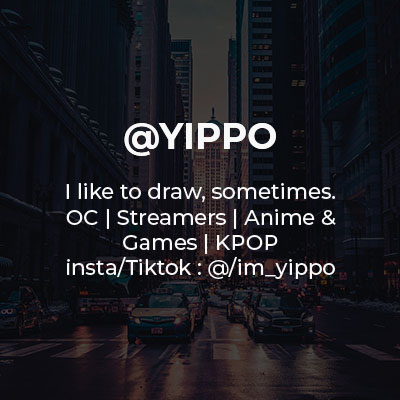 @YIPPO
I like to draw, sometimes.
OC | Streamers | Anime &
Games | KPOP
insta/Tiktok : @/im_yippo